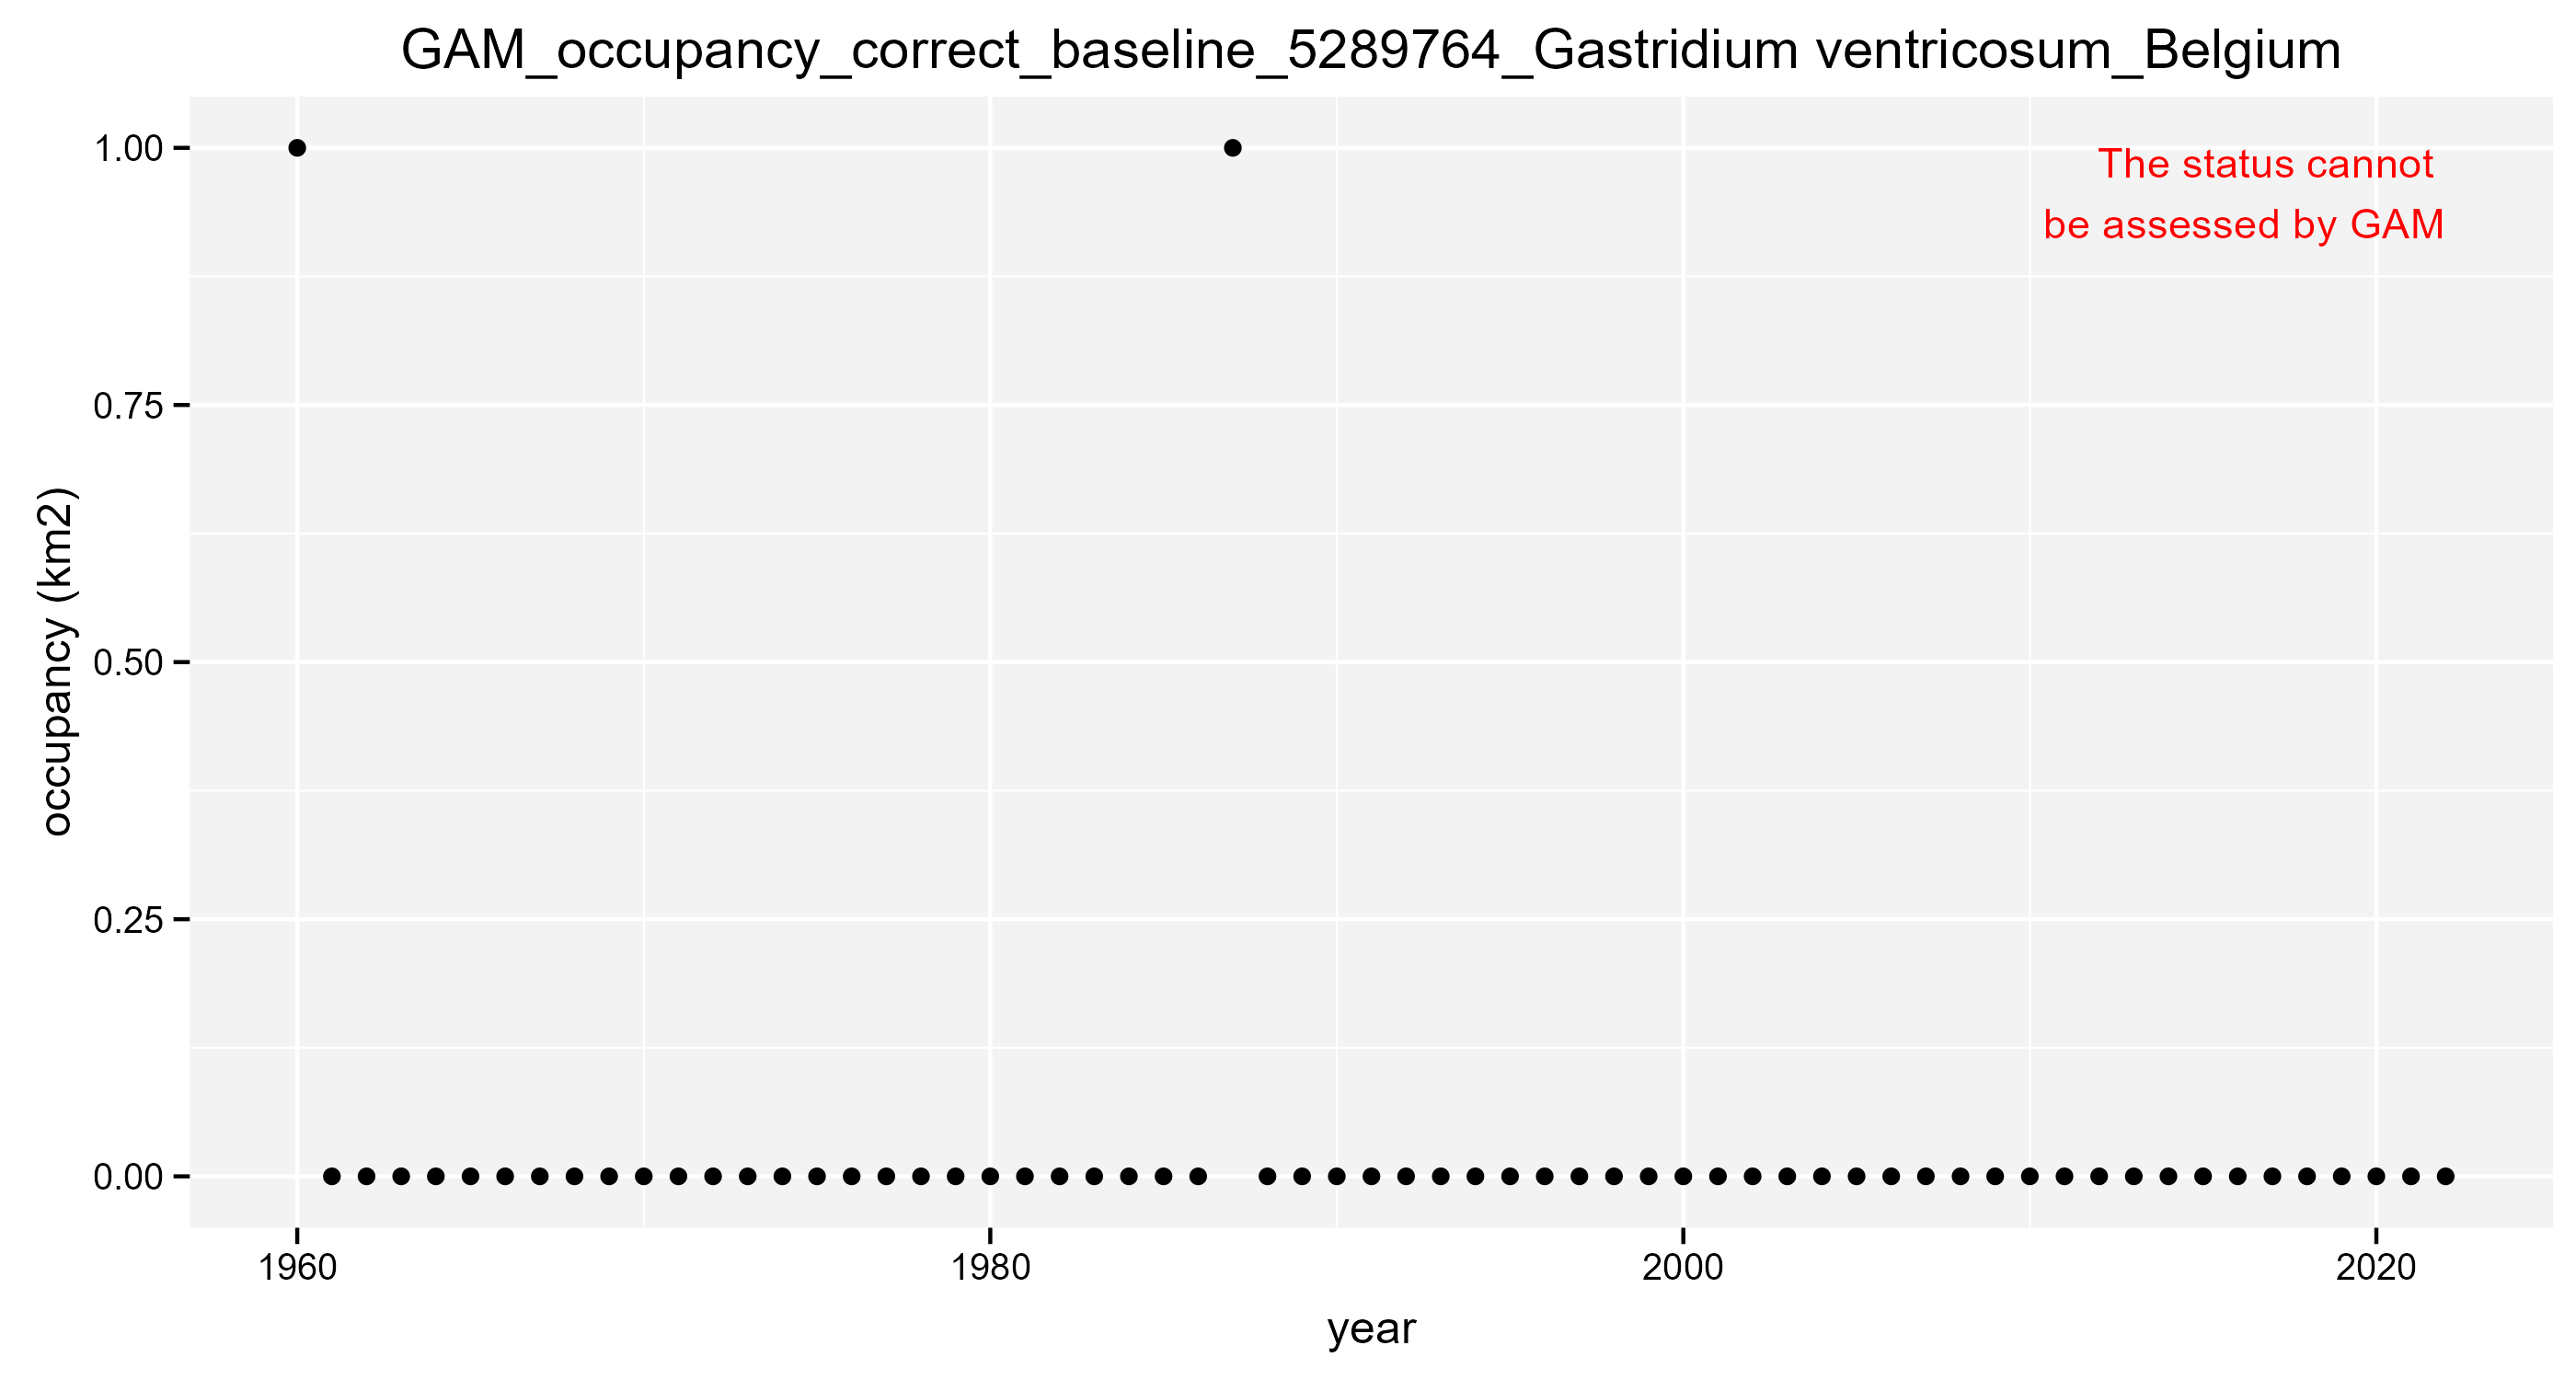 GAM_occupancy_correct_baseline_5289764_Gastridium ventricosum_Belgium
The status cannot
be assessed by GAM
occupancy (km2)
1.00
0.75
0.50
0.25
0.00
1960
1980
2000
2020
year